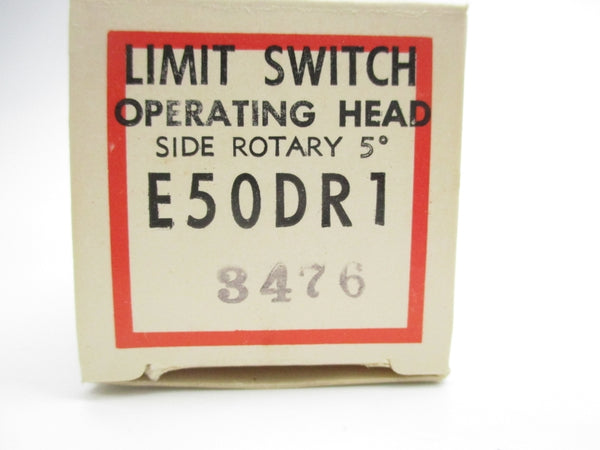 LIMIT SWITCH
OPERATING HEAD
SIDE ROTARY 5°
E50DR1
3476